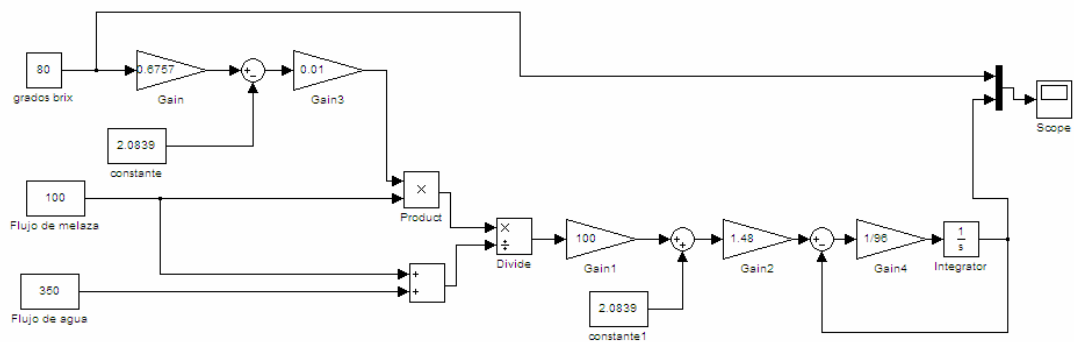 80
grados brix
0.6757
Gain
+
−
0.01
Gain3
2.0839
constante
Scope
100
Flujo de melaza
×
Product
×
÷
Divide
100
Gain1
+
+
1.48
Gain2
+
−
1/96
Gain4
1
s
Integrator
350
Flujo de agua
+
+
2.0839
constante1